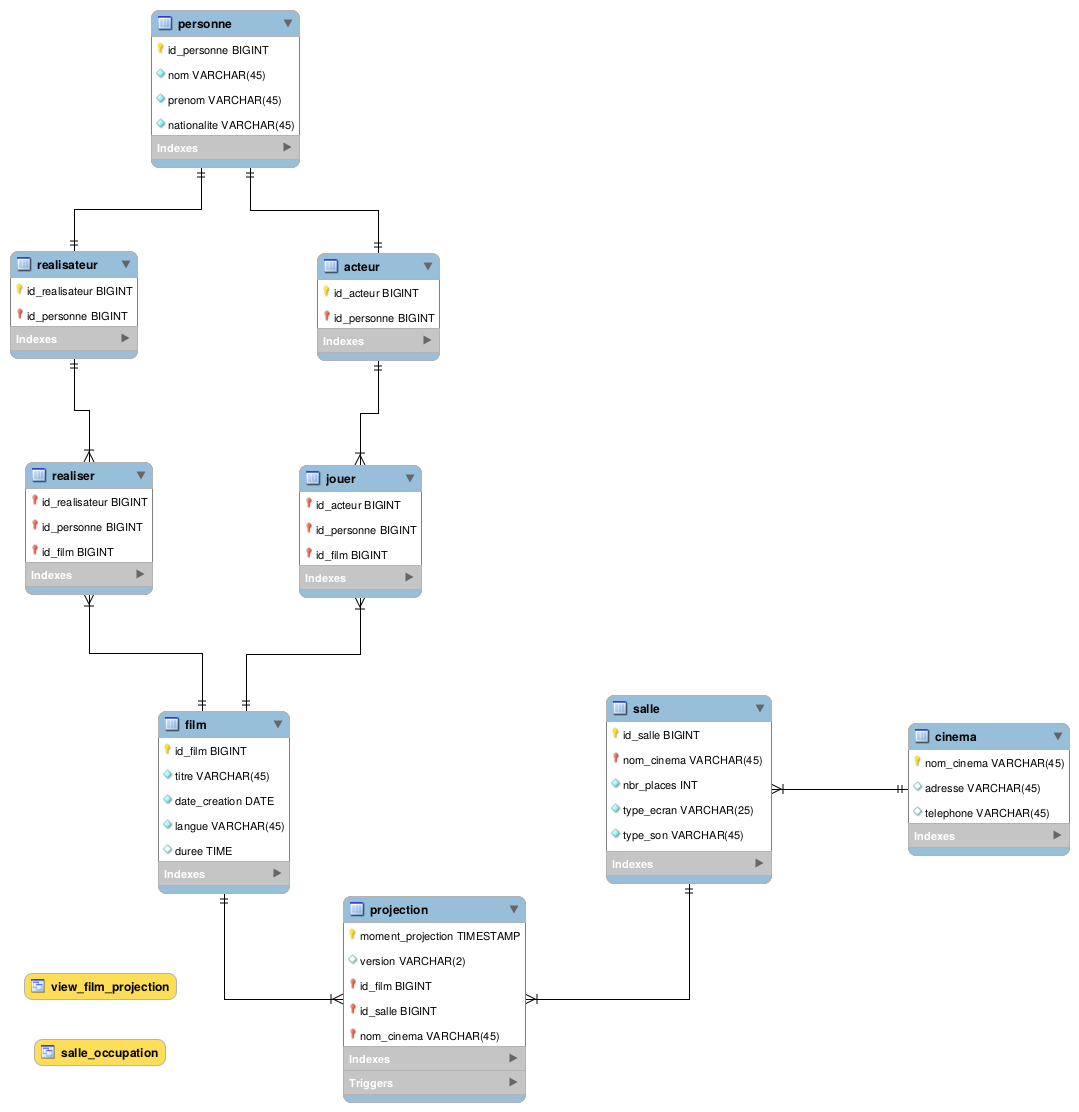 personne
id_personne BIGINT
nom VARCHAR(45)
prenom VARCHAR(45)
nationalite VARCHAR(45)
Indexes
realisateur
id_realisateur BIGINT
id_personne BIGINT
Indexes
acteur
id_acteur BIGINT
id_personne BIGINT
Indexes
realiser
id_realisateur BIGINT
id_personne BIGINT
id_film BIGINT
Indexes
jouer
id_acteur BIGINT
id_personne BIGINT
id_film BIGINT
Indexes
film
id_film BIGINT
titre VARCHAR(45)
date_creation DATE
langue VARCHAR(45)
duree TIME
Indexes
salle
id_salle BIGINT
nom_cinema VARCHAR(45)
nbr_places INT
type_ecran VARCHAR(25)
type_son VARCHAR(45)
Indexes
cinema
nom_cinema VARCHAR(45)
adresse VARCHAR(45)
telephone VARCHAR(45)
Indexes
projection
moment_projection TIMESTAMP
version VARCHAR(2)
id_film BIGINT
id_salle BIGINT
nom_cinema VARCHAR(45)
Indexes
Triggers
view_film_projection
salle_occupation